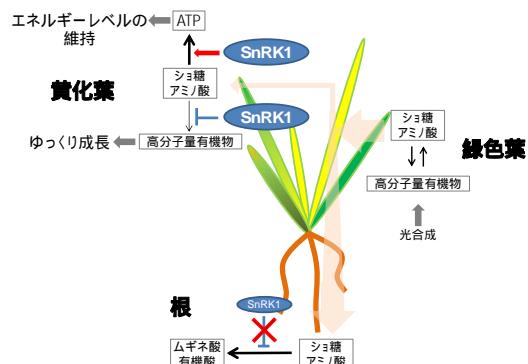 エネルギーレベルの
維持
ATP
SnRK1
黄化葉
ショ糖
アミノ酸
SnRK1
ゆっくり成長
高分子量有機物
ショ糖
アミノ酸
緑色葉
高分子量有機物
光合成
根
SnRK1
ムギネ酸
有機酸
ショ糖
アミノ酸